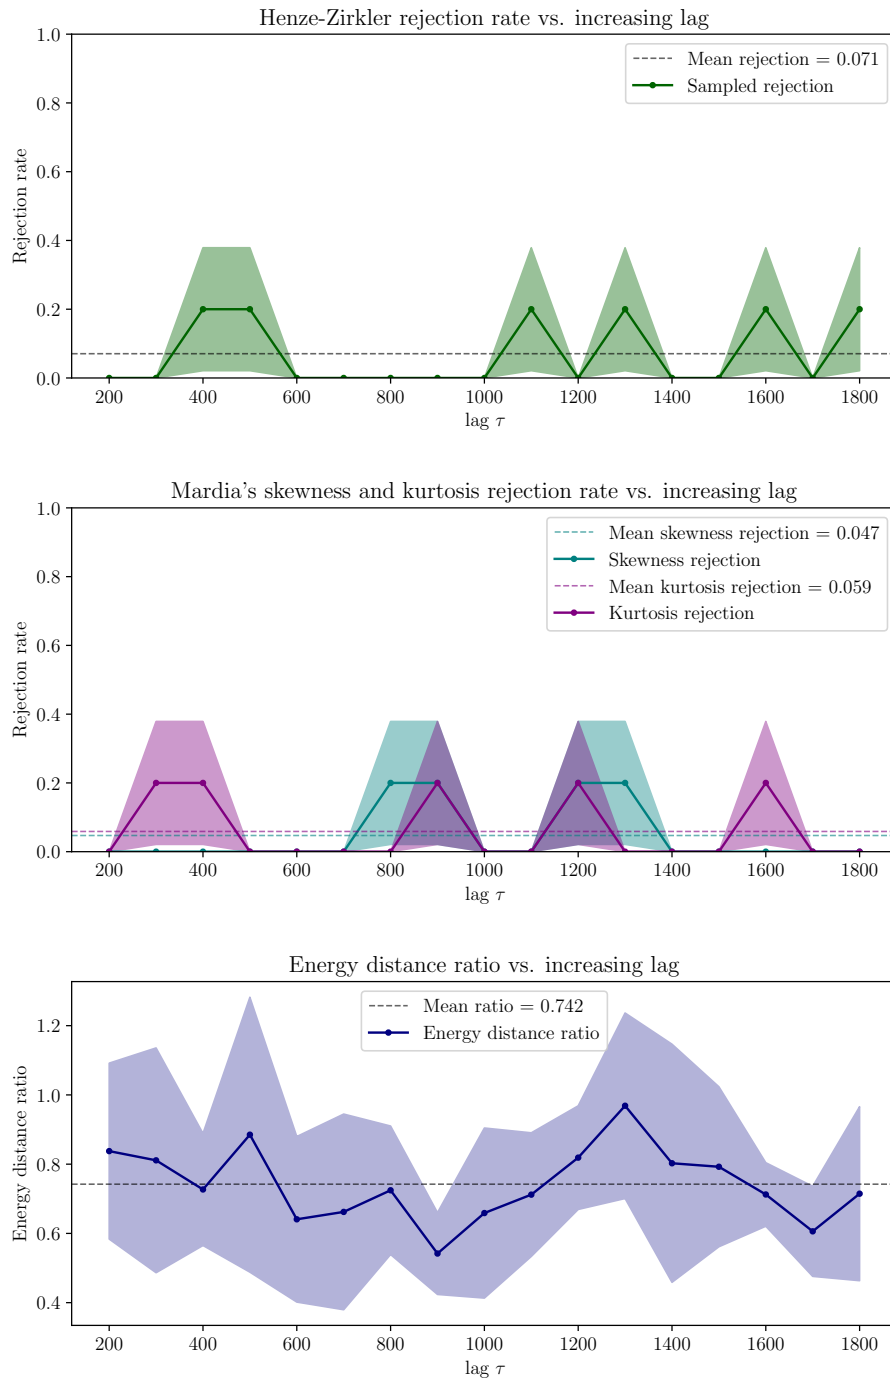 Henze-Zirkler rejection rate vs. increasing lag
1.0
0.8
0.6
0.4
0.2
0.0
Rejection rate
Mean rejection = 0.071
Sampled rejection
200 400 600 800 1000 1200 1400 1600 1800
lag τ
Mardia's skewness and kurtosis rejection rate vs. increasing lag
1.0
0.8
0.6
0.4
0.2
0.0
Rejection rate
Mean skewness rejection = 0.047
Skewness rejection
Mean kurtosis rejection = 0.059
Kurtosis rejection
200 400 600 800 1000 1200 1400 1600 1800
lag τ
Energy distance ratio vs. increasing lag
1.2
1.0
0.8
0.6
0.4
Energy distance ratio
Mean ratio = 0.742
Energy distance ratio
200 400 600 800 1000 1200 1400 1600 1800
lag τ